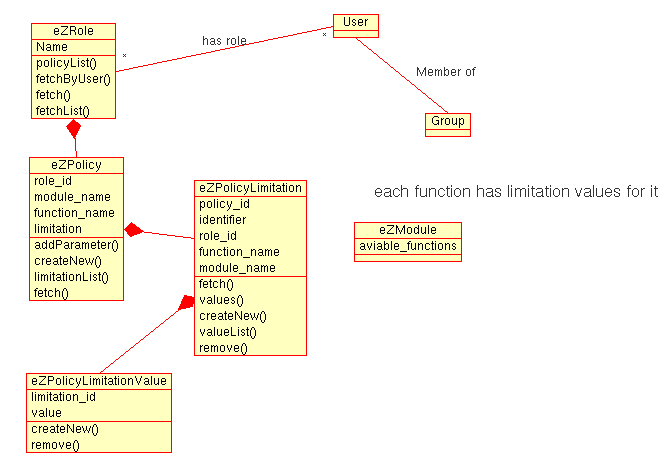 eZRole
Name
policyList()
fetchByUser()
fetch()
fetchList()
*
has role
*
User
Member of
Group
eZPolicy
role_id
module_name
function_name
limitation
addParameter()
createNew()
limitationList()
fetch()
eZPolicyLimitation
policy_id
identifier
role_id
function_name
module_name
fetch()
values()
createNew()
valueList()
remove()
each function has limitation values for it
eZModule
aviable_functions
eZPolicyLimitationValue
limitation_id
value
createNew()
remove()